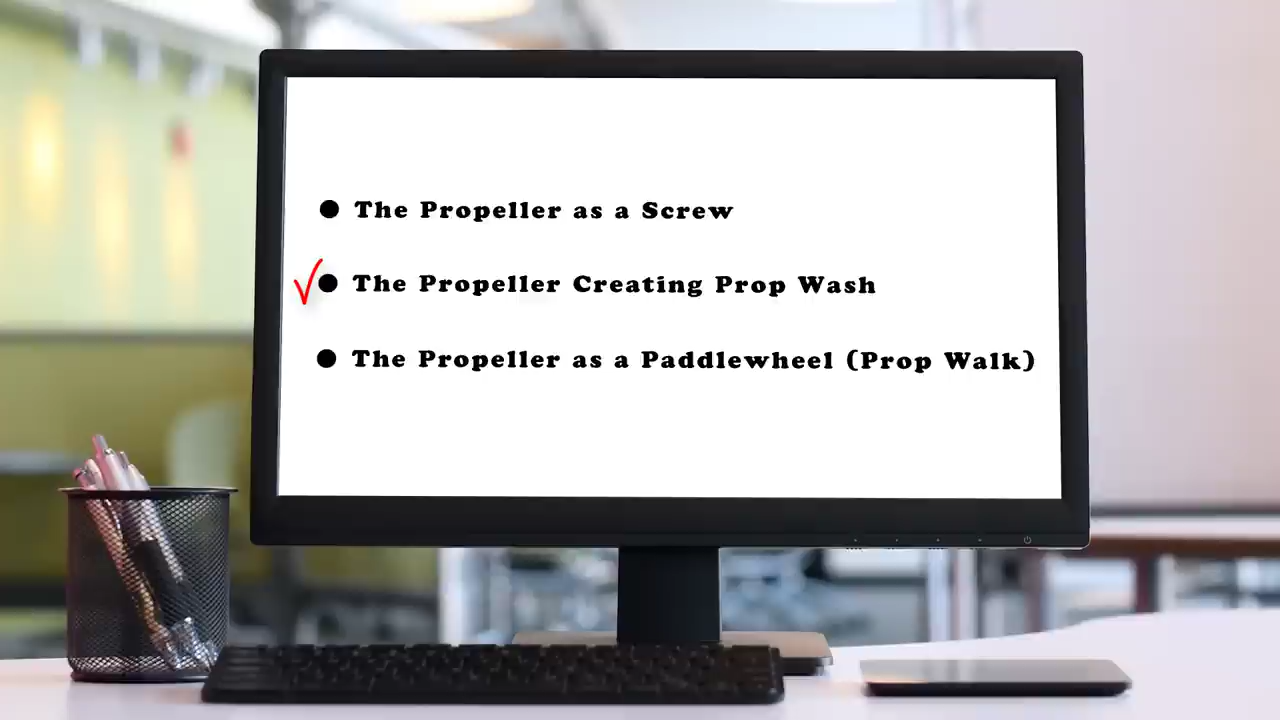 The Propeller as a Screw
The Propeller Creating Prop Wash
The Propeller as a Paddlewheel (Prop Walk)